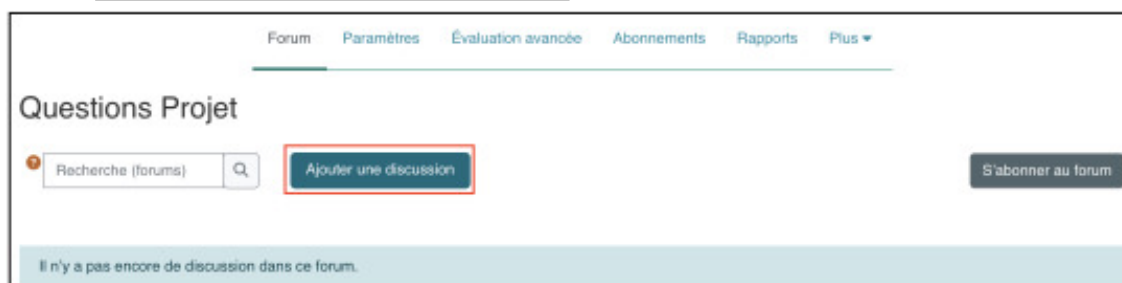 Forum Paramètres Évaluation avancée Abonnements Rapports Plus
Questions Projet
Recherche (forums) Ajouter une discussion S'abonner au forum
Il n'y a pas encore de discussion dans ce forum.